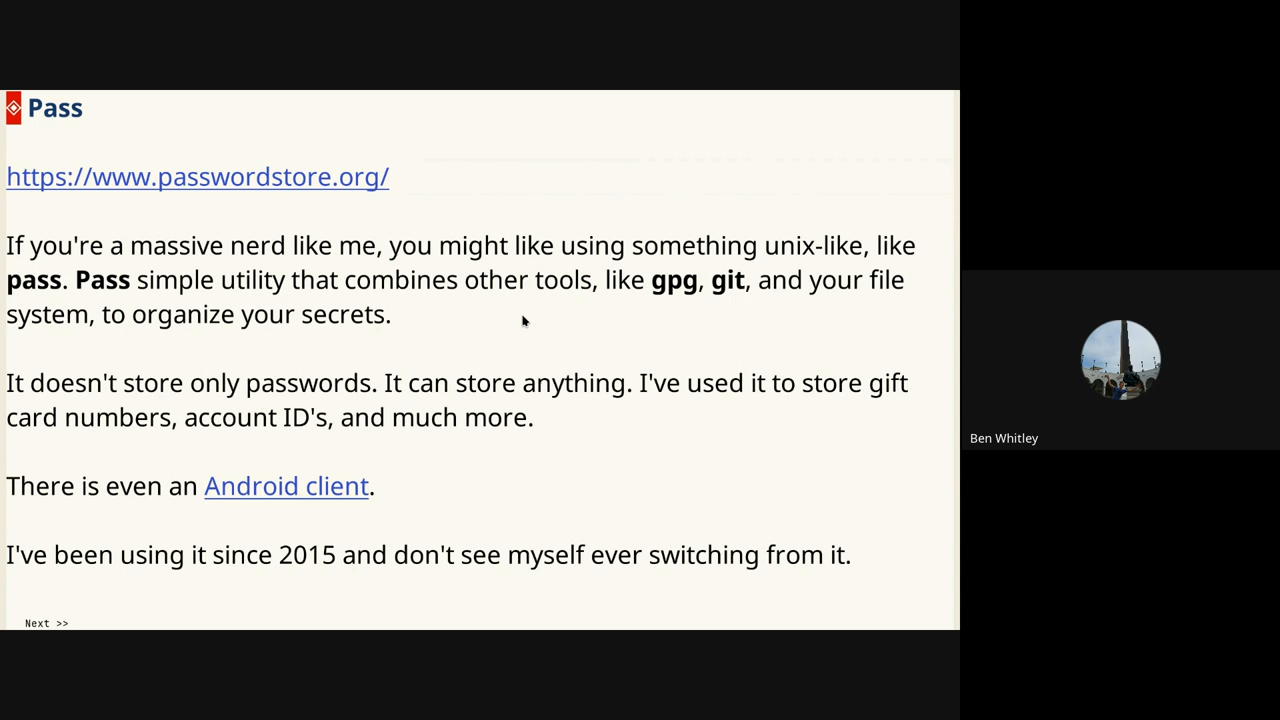 Pass
https://www.passwordstore.org/
If you're a massive nerd like me, you might like using something unix-like, like
pass. Pass simple utility that combines other tools, like gpg, git, and your file
system, to organize your secrets.
It doesn't store only passwords. It can store anything. I've used it to store gift
card numbers, account ID's, and much more.
There is even an Android client.
I've been using it since 2015 and don't see myself ever switching from it.
Next >>
Ben Whitley